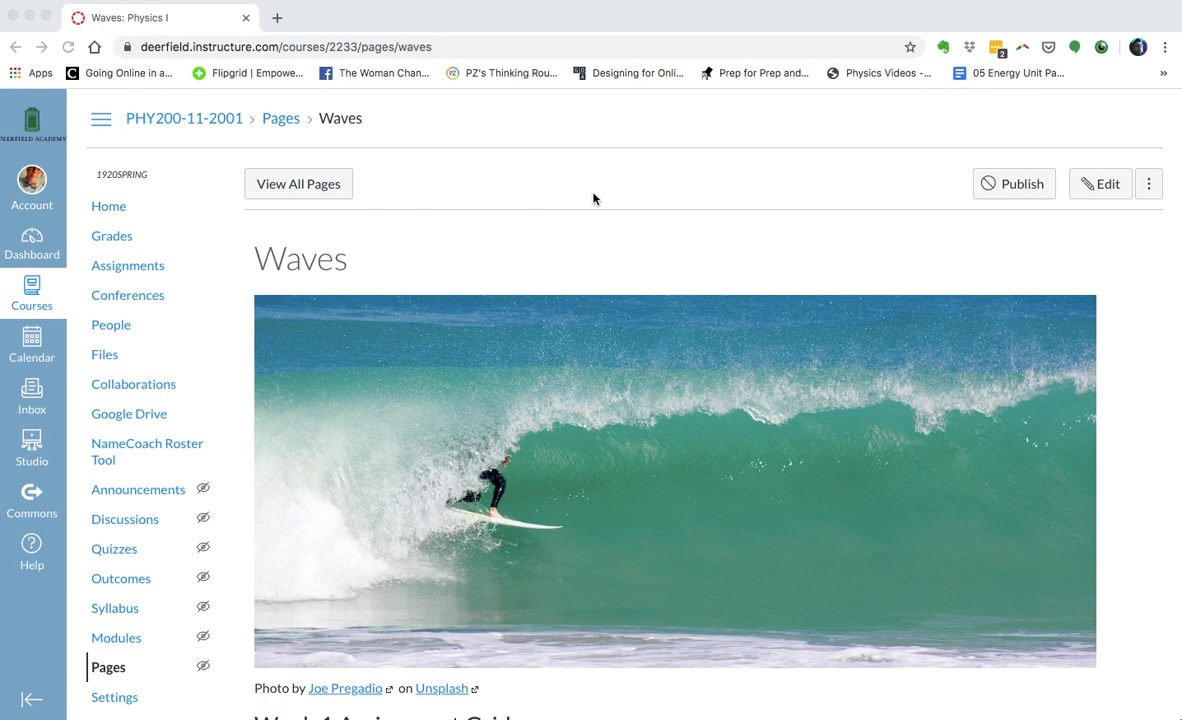 Waves: Physics I
deerfield.instructure.com/courses/2233/pages/waves
2
Apps Going Online in a... Flipgrid | Empowe... The Woman Chan... PZ's Thinking Rou... Designing for Onli... Prep for Prep and... Physics Videos -... 05 Energy Unit Pa... »
DEERFIELD ACADEMY
PHY200-11-2001 › Pages › Waves
Account
Dashboard
Courses
Calendar
Inbox
Studio
Commons
Help
1920SPRING
Home
Grades
Assignments
Conferences
People
Files
Collaborations
Google Drive
NameCoach Roster
Tool
Announcements
Discussions
Quizzes
Outcomes
Syllabus
Modules
Pages
Settings
View All Pages
Publish
Edit
Waves
Photo by Joe Pregadio on Unsplash